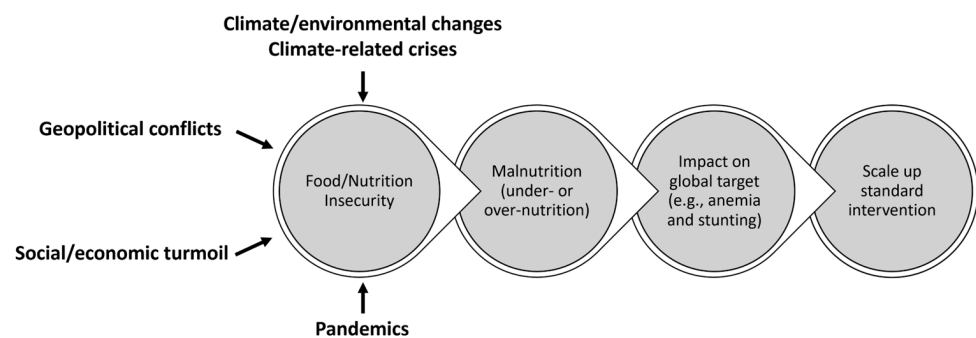 Climate/environmental changes
Climate-related crises
Geopolitical conflicts
Social/economic turmoil
Pandemics
Food/Nutrition
Insecurity
Malnutrition
(under- or
over-nutrition)
Impact on
global target
(e.g., anemia
and stunting)
Scale up
standard
intervention